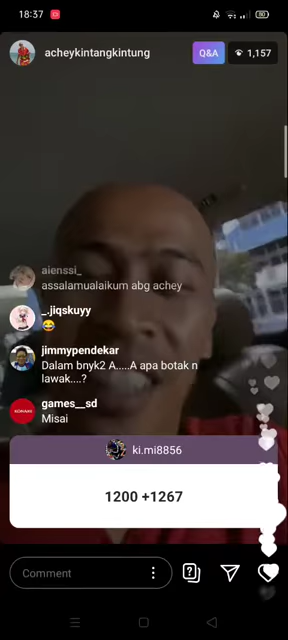 18:37
acheykintangkintung
Q&A
1,157
aienssi_
assalamualaikum abg achey
_.jiqskuyy
😂
jimmypendekar
Dalam bnyk2 A.....A apa botak n
lawak....?
games__sd
Misai
ki.mi8856
1200 +1267
Comment